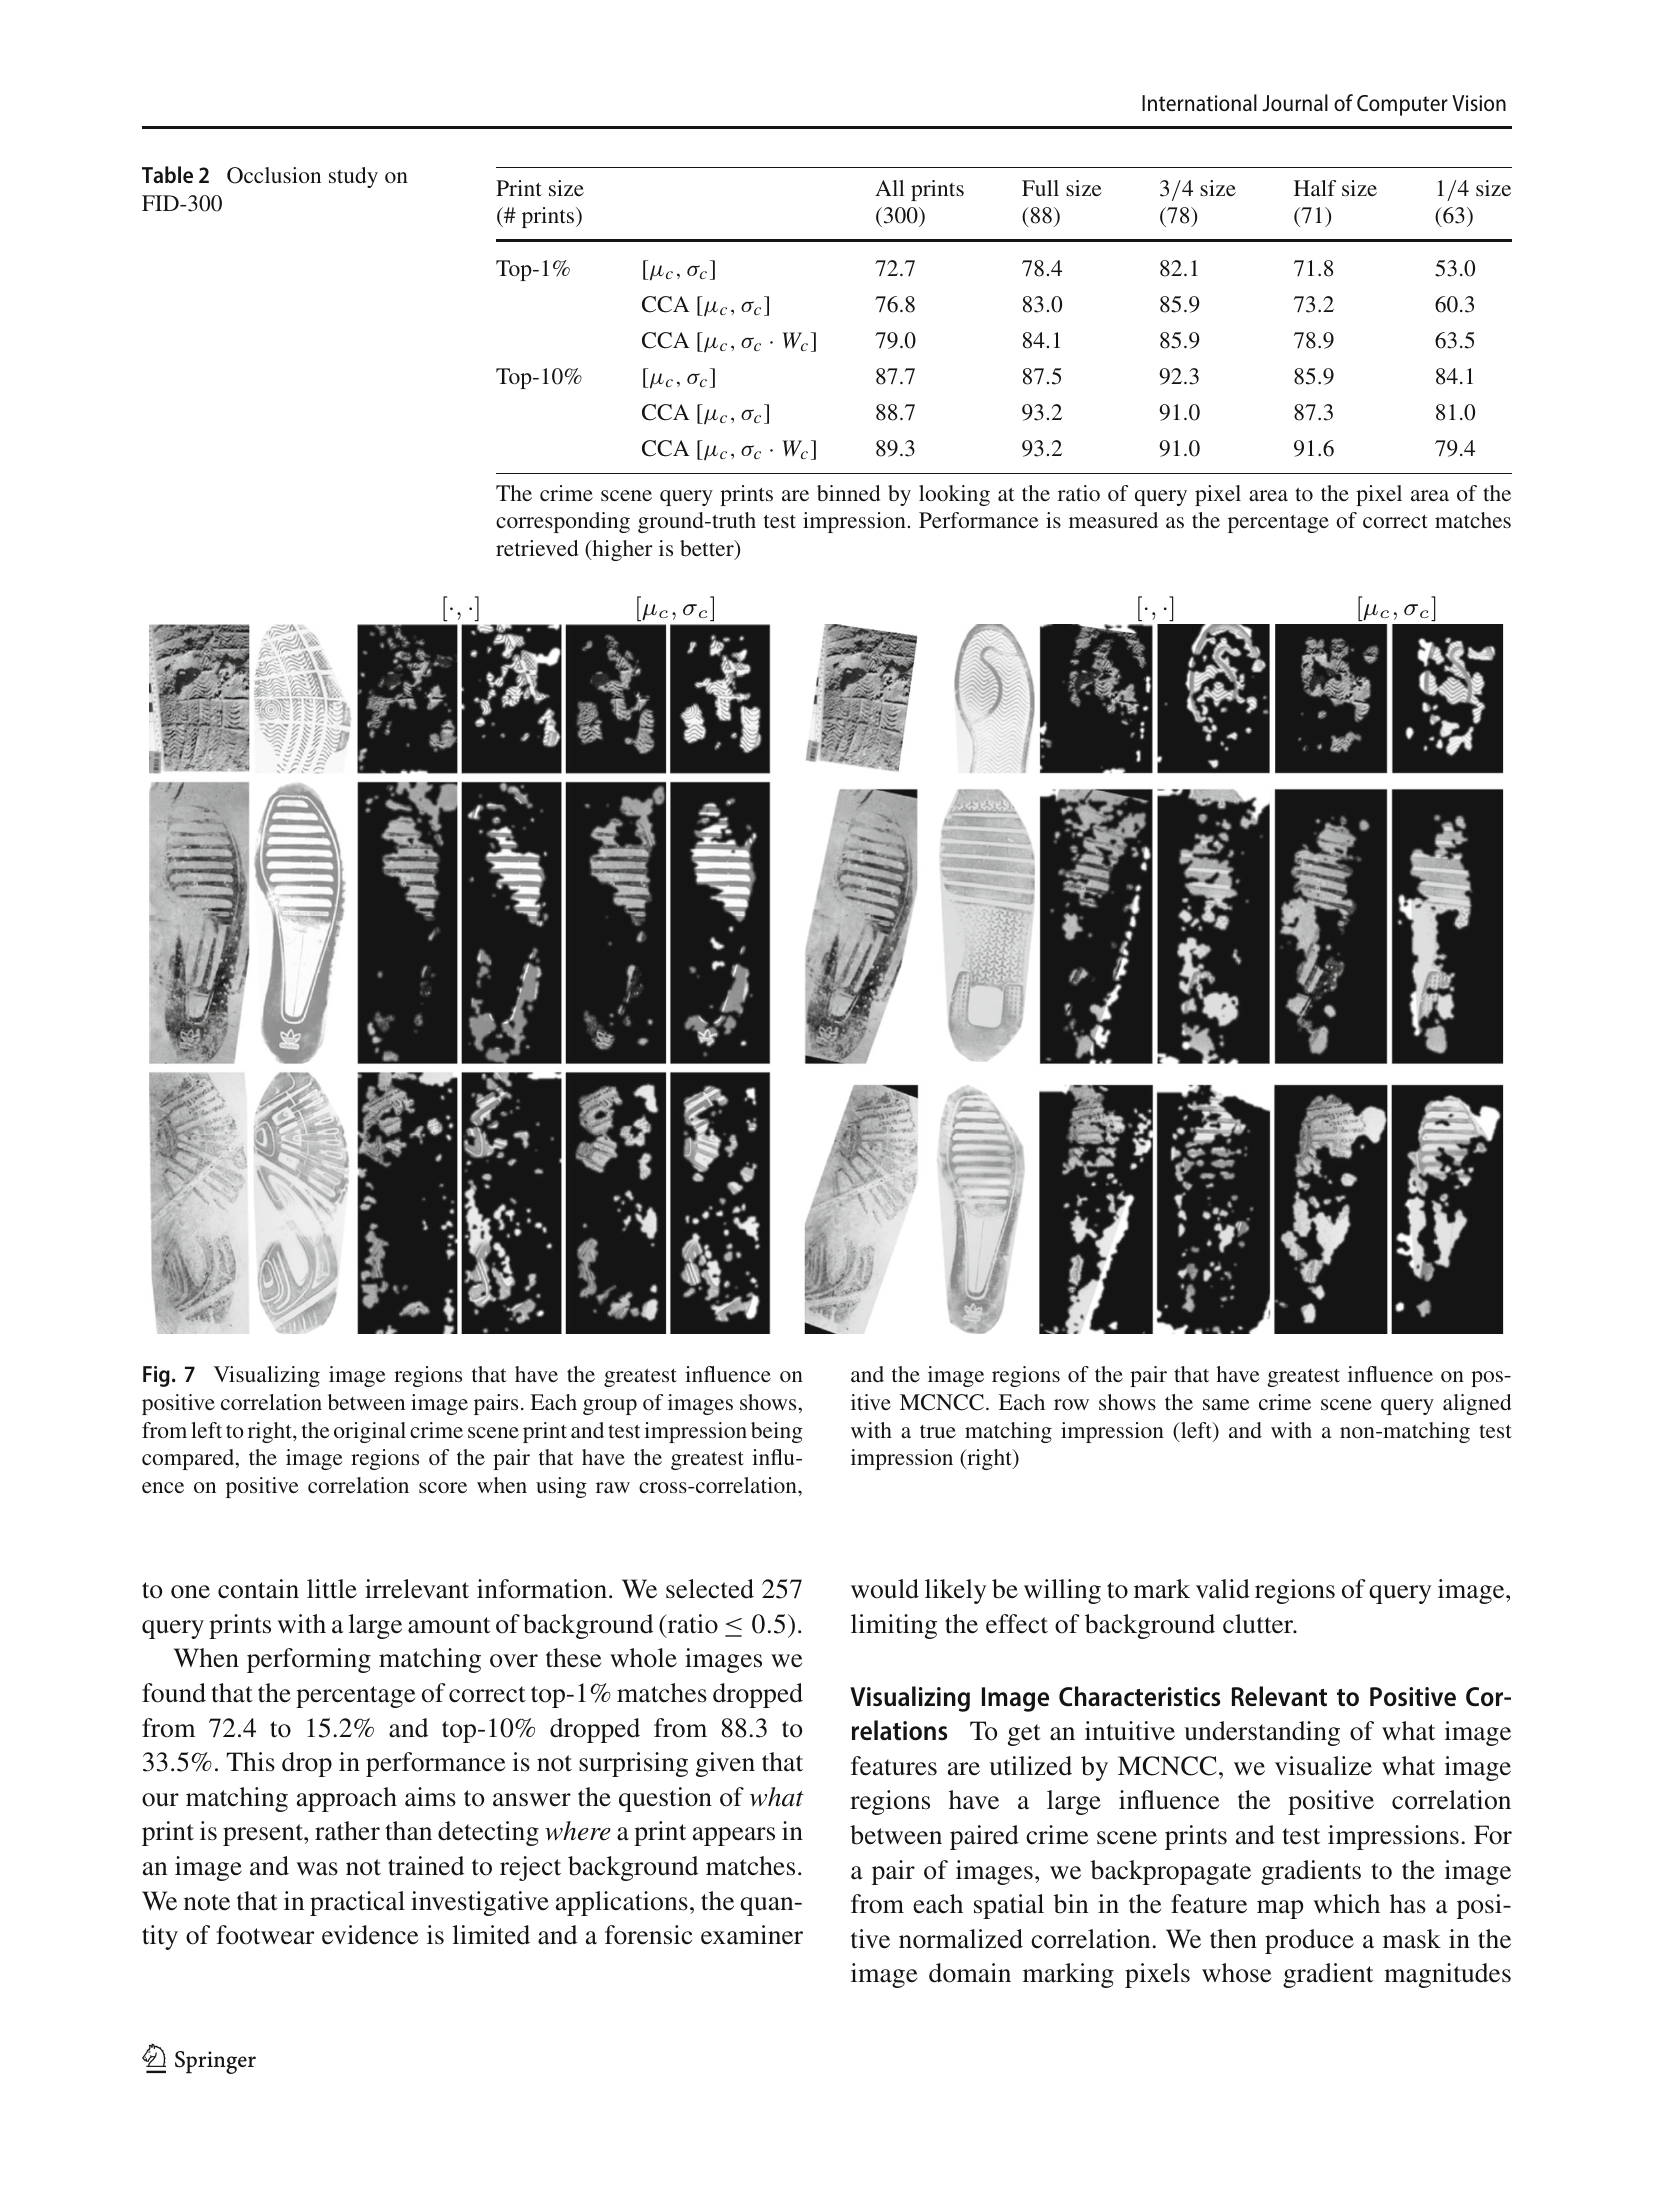 International Journal of Computer Vision
Table 2 Occlusion study on
FID-300
Print size All prints Full size 3/4 size Half size 1/4 size
(# prints) (300) (88) (78) (71) (63)
Top-1% [μc, σc] 72.7 78.4 82.1 71.8 53.0
CCA [μc, σc] 76.8 83.0 85.9 73.2 60.3
CCA [μc, σc · Wc] 79.0 84.1 85.9 78.9 63.5
Top-10% [μc, σc] 87.7 87.5 92.3 85.9 84.1
CCA [μc, σc] 88.7 93.2 91.0 87.3 81.0
CCA [μc, σc · Wc] 89.3 93.2 91.0 91.6 79.4
The crime scene query prints are binned by looking at the ratio of query pixel area to the pixel area of the
corresponding ground-truth test impression. Performance is measured as the percentage of correct matches
retrieved (higher is better)
[·, ·] [μc, σc] [·, ·] [μc, σc]
Fig. 7 Visualizing image regions that have the greatest influence on
positive correlation between image pairs. Each group of images shows,
from left to right, the original crime scene print and test impression being
compared, the image regions of the pair that have the greatest influ-
ence on positive correlation score when using raw cross-correlation,
and the image regions of the pair that have greatest influence on pos-
itive MCNCC. Each row shows the same crime scene query aligned
with a true matching impression (left) and with a non-matching test
impression (right)
to one contain little irrelevant information. We selected 257
query prints with a large amount of background (ratio ≤ 0.5).
When performing matching over these whole images we
found that the percentage of correct top-1% matches dropped
from 72.4 to 15.2% and top-10% dropped from 88.3 to
33.5%. This drop in performance is not surprising given that
our matching approach aims to answer the question of what
print is present, rather than detecting where a print appears in
an image and was not trained to reject background matches.
We note that in practical investigative applications, the quan-
tity of footwear evidence is limited and a forensic examiner
would likely be willing to mark valid regions of query image,
limiting the effect of background clutter.
Visualizing Image Characteristics Relevant to Positive Cor-
relations To get an intuitive understanding of what image
features are utilized by MCNCC, we visualize what image
regions have a large influence the positive correlation
between paired crime scene prints and test impressions. For
a pair of images, we backpropagate gradients to the image
from each spatial bin in the feature map which has a posi-
tive normalized correlation. We then produce a mask in the
image domain marking pixels whose gradient magnitudes
Springer